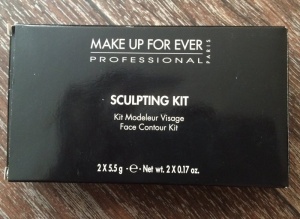 MAKE UP FOR EVER
PROFESSIONAL PARIS
SCULPTING KIT
Kit Modeleur Visage
Face Contour Kit
2 X 5.5 g - ℮ - Net wt. 2 X 0.17 oz.